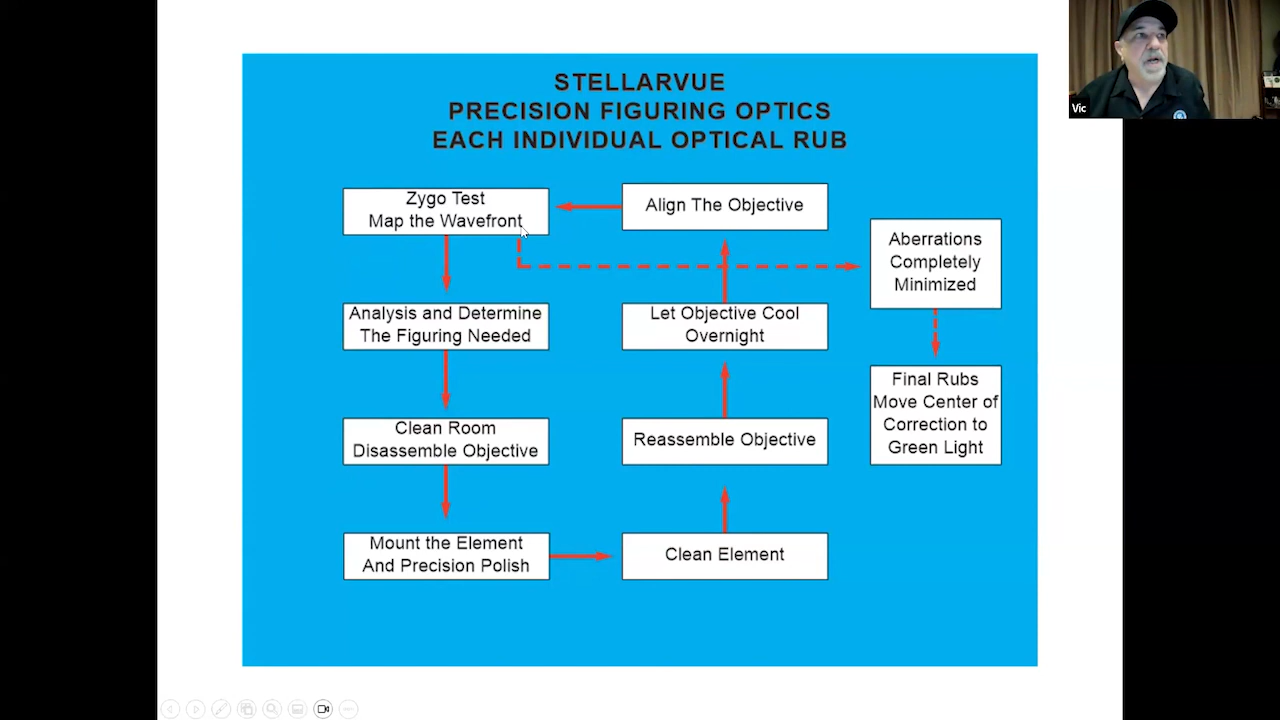 STELLARVUE
PRECISION FIGURING OPTICS
EACH INDIVIDUAL OPTICAL RUB
Zygo Test
Map the Wavefront
Align The Objective
Aberrations
Completely
Minimized
Analysis and Determine
The Figuring Needed
Let Objective Cool
Overnight
Final Rubs
Move Center of
Correction to
Green Light
Clean Room
Disassemble Objective
Reassemble Objective
Mount the Element
And Precision Polish
Clean Element
Vic